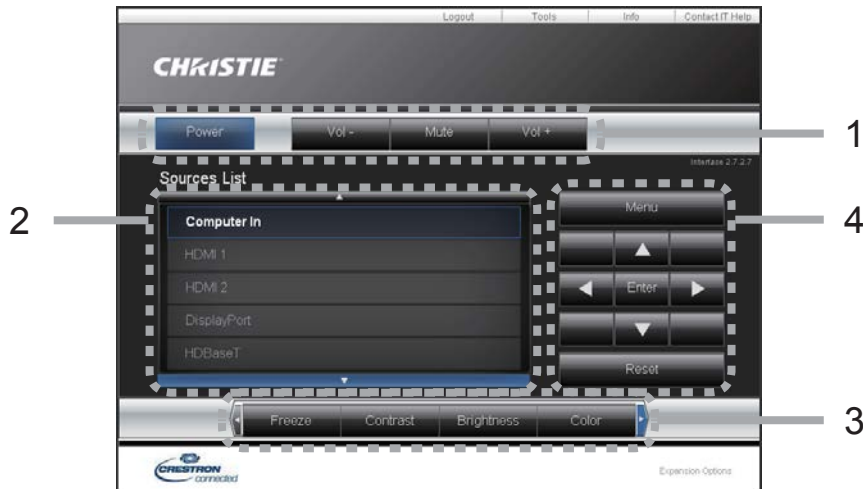 Logout Tools Info Contact IT Help
CHRISTIE
Power Vol - Mute Vol + 1
Interface 2.7.2.7
Sources List
2 Computer In Menu 4
HDMI 1
HDMI 2 Enter
DisplayPort
HDBaseT Reset
Freeze Contrast Brightness Color 3
CRESTRON
connected
Expansion Options